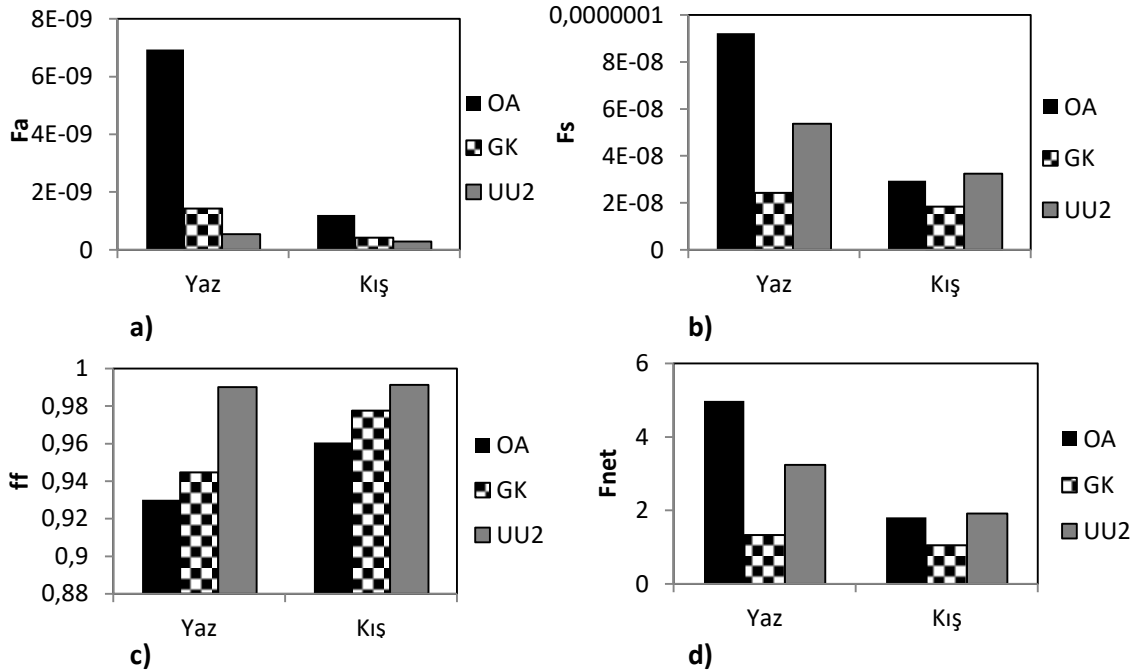 8E-09
6E-09
4E-09
2E-09
0
Fa
Yaz Kış
OA
GK
UU2
a)
0,0000001
8E-08
6E-08
4E-08
2E-08
0
Fs
Yaz Kış
OA
GK
UU2
b)
1
0,98
0,96
0,94
0,92
0,9
0,88
ff
Yaz Kış
OA
GK
UU2
c)
6
4
2
0
Fnet
Yaz Kış
OA
GK
UU2
d)